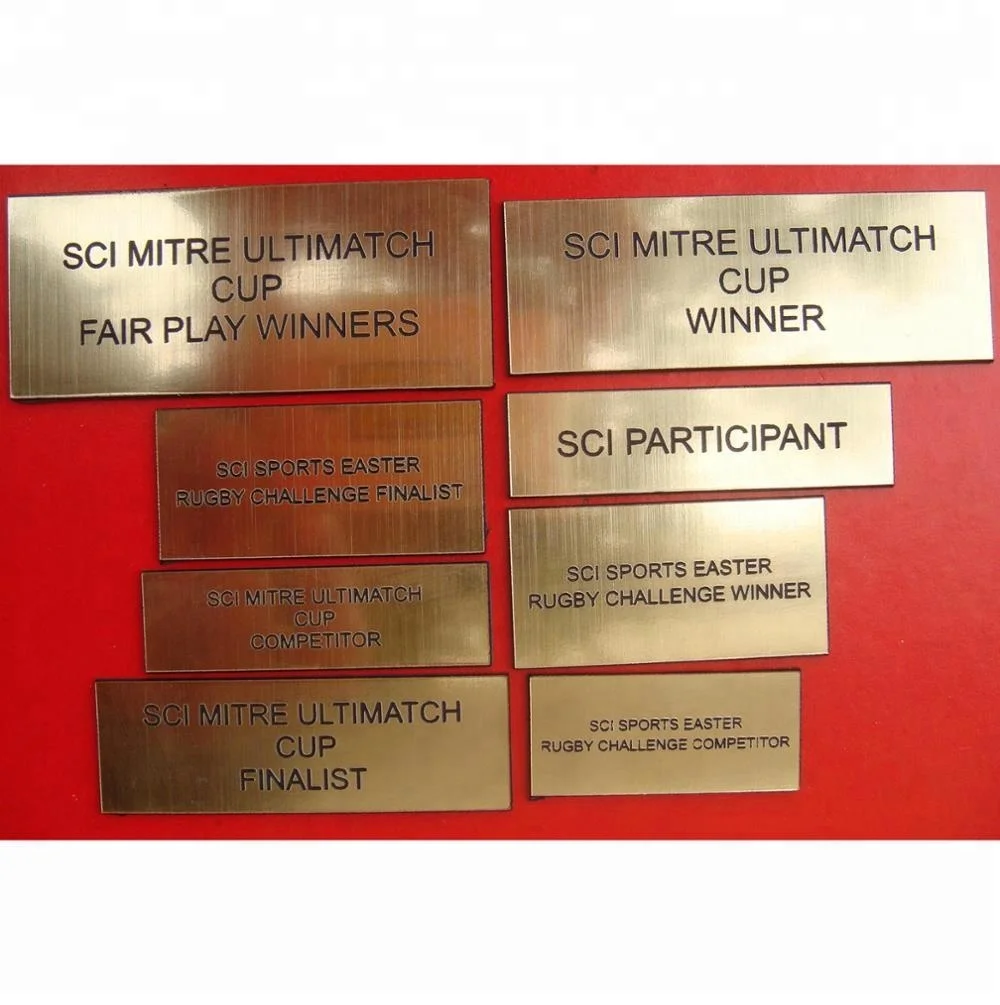 SCI MITRE ULTIMATCH
CUP
FAIR PLAY WINNERS
SCI MITRE ULTIMATCH
CUP
WINNER
SCI SPORTS EASTER
RUGBY CHALLENGE FINALIST
SCI PARTICIPANT
SCI MITRE ULTIMATCH
CUP
COMPETITOR
SCI SPORTS EASTER
RUGBY CHALLENGE WINNER
SCI MITRE ULTIMATCH
CUP
FINALIST
SCI SPORTS EASTER
RUGBY CHALLENGE COMPETITOR